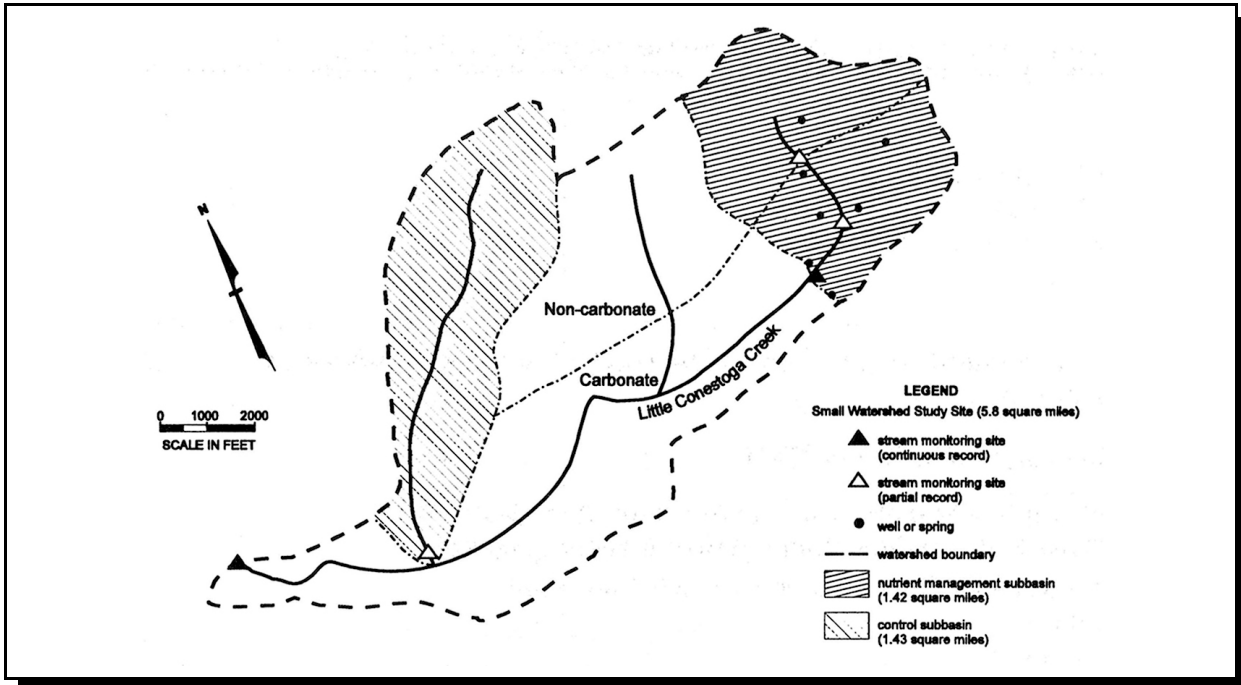 N
0 1000 2000
SCALE IN FEET
Non-carbonate
Carbonate
Little Conestoga Creek
LEGEND
Small Watershed Study Site (5.8 square miles)
stream monitoring site
(continuous record)
stream monitoring site
(partial record)
well or spring
watershed boundary
nutrient management subbasin
(1.42 square miles)
control subbasin
(1.43 square miles)